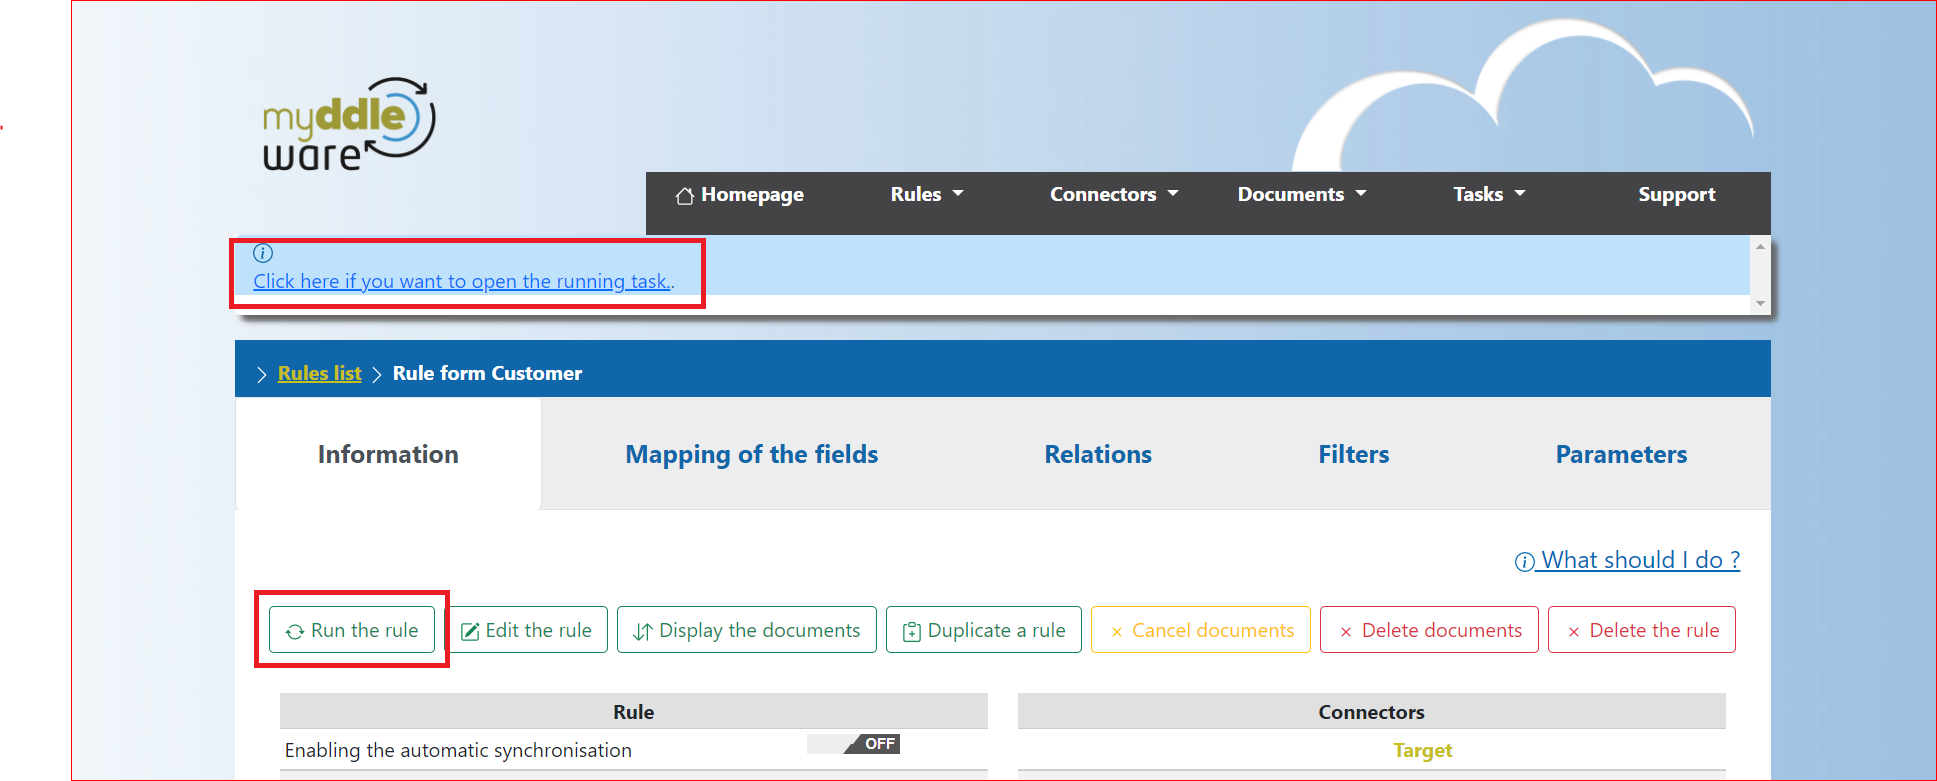 myddle
ware
Homepage Rules Connectors Documents Tasks Support
Click here if you want to open the running task..
> Rules list > Rule form Customer
Information Mapping of the fields Relations Filters Parameters
What should I do ?
Run the rule Edit the rule Display the documents Duplicate a rule × Cancel documents × Delete documents × Delete the rule
Rule Connectors
Enabling the automatic synchronisation OFF Target